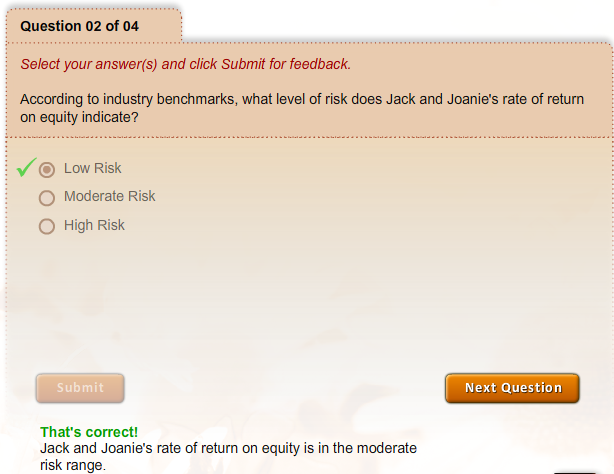 Question 02 of 04
Select your answer(s) and click Submit for feedback.
According to industry benchmarks, what level of risk does Jack and Joanie's rate of return
on equity indicate?
Low Risk
Moderate Risk
High Risk
Submit
Next Question
That's correct!
Jack and Joanie's rate of return on equity is in the moderate
risk range.